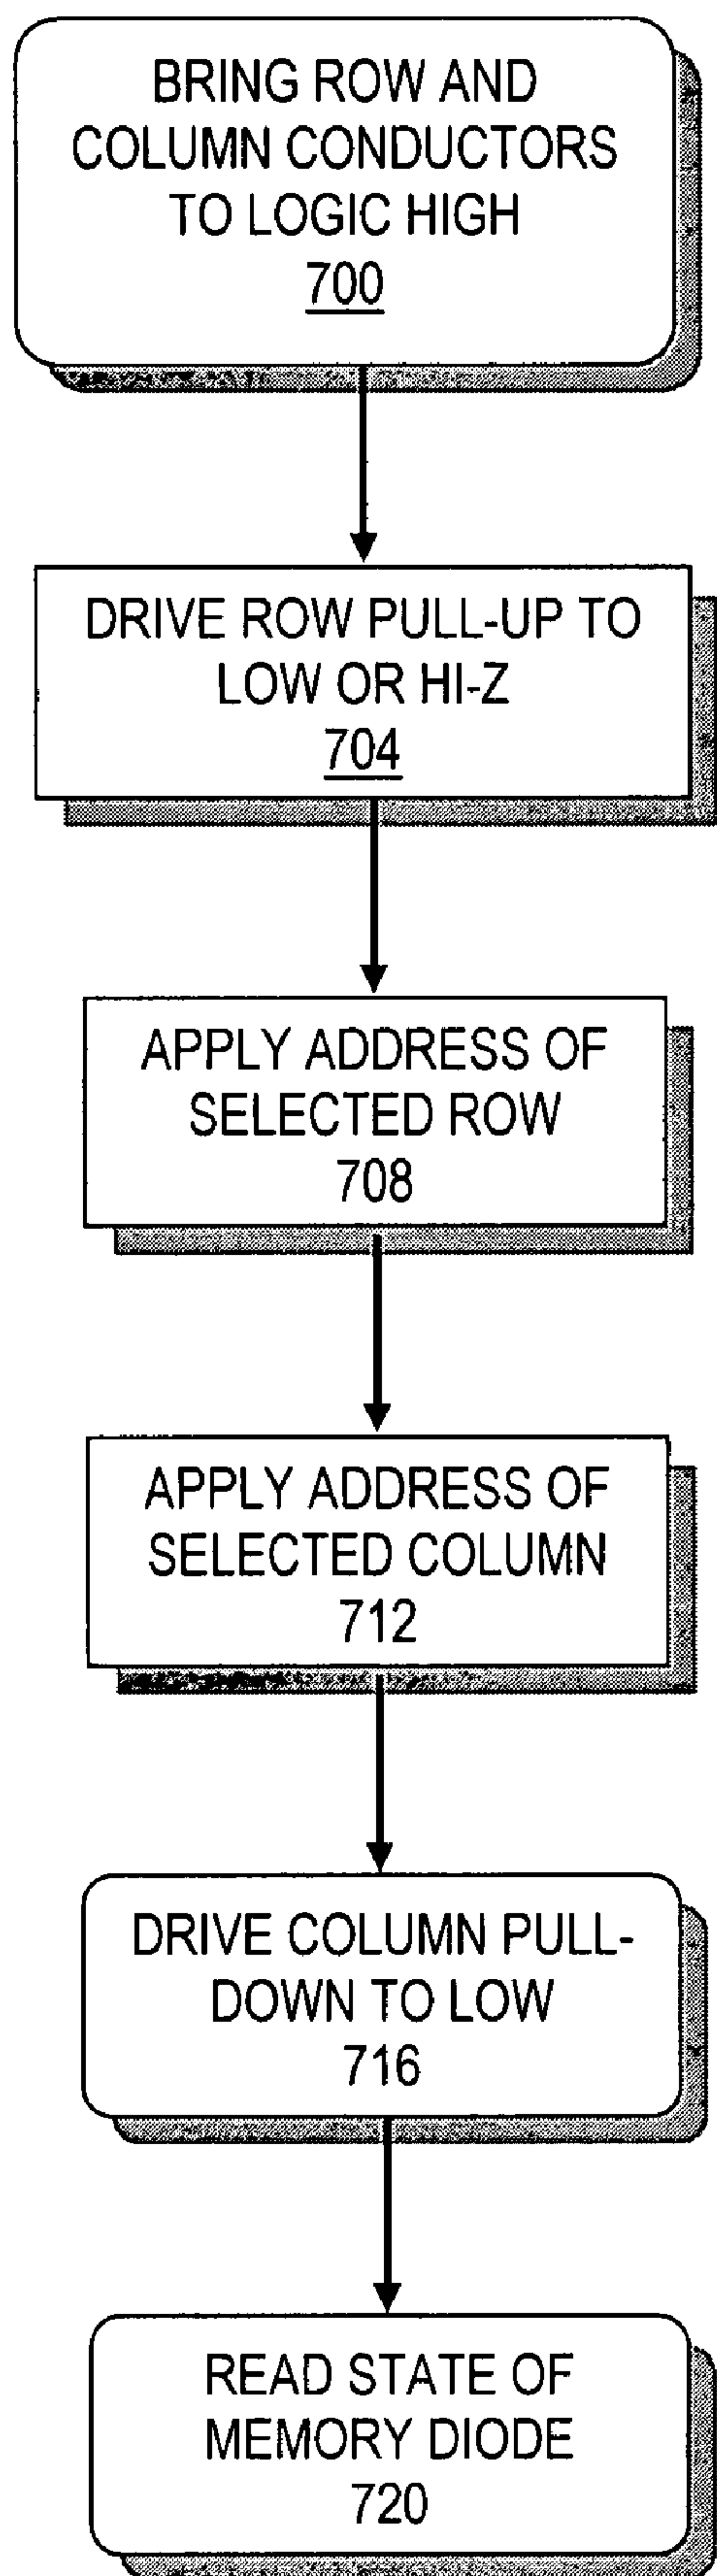 BRING ROW AND
COLUMN CONDUCTORS
TO LOGIC HIGH
700
DRIVE ROW PULL-UP TO
LOW OR HI-Z
704
APPLY ADDRESS OF
SELECTED ROW
708
APPLY ADDRESS OF
SELECTED COLUMN
712
DRIVE COLUMN PULL-
DOWN TO LOW
716
READ STATE OF
MEMORY DIODE
720